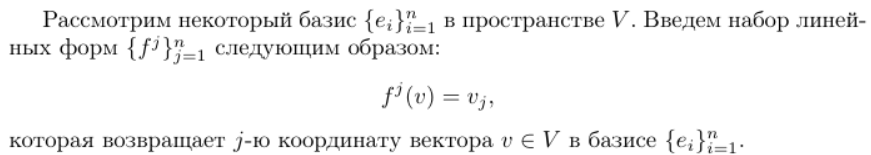 Рассмотрим некоторый базис {e_i}_{i=1}^n в пространстве V. Введем набор линей-
ных форм {f^j}_{j=1}^n следующим образом:
f^j(v) = v_j,
которая возвращает j-ю координату вектора v ∈ V в базисе {e_i}_{i=1}^n.